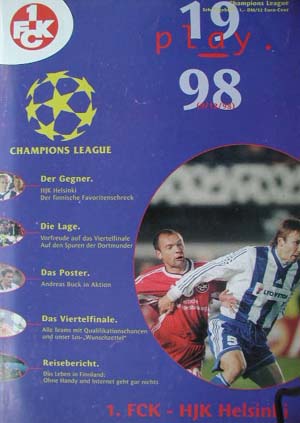 1.
FCK
Champions League
19
play.
98
CHAMPIONS LEAGUE
Der Gegner.
HJK Helsinki
Der finnische Favoritenschreck
Die Lage.
Vorfreude auf das Viertelfinale
Auf den Spuren der Dortmunder
Das Poster.
Andreas Buck in Aktion
Das Viertelfinale.
Alle Teams mit Qualifikationschancen
und unser Los-„Wunschzettel"
Reisebericht.
Das Leben in Finnland:
Ohne Handy und Internet geht gar nichts
1. FCK - HJK Helsinki